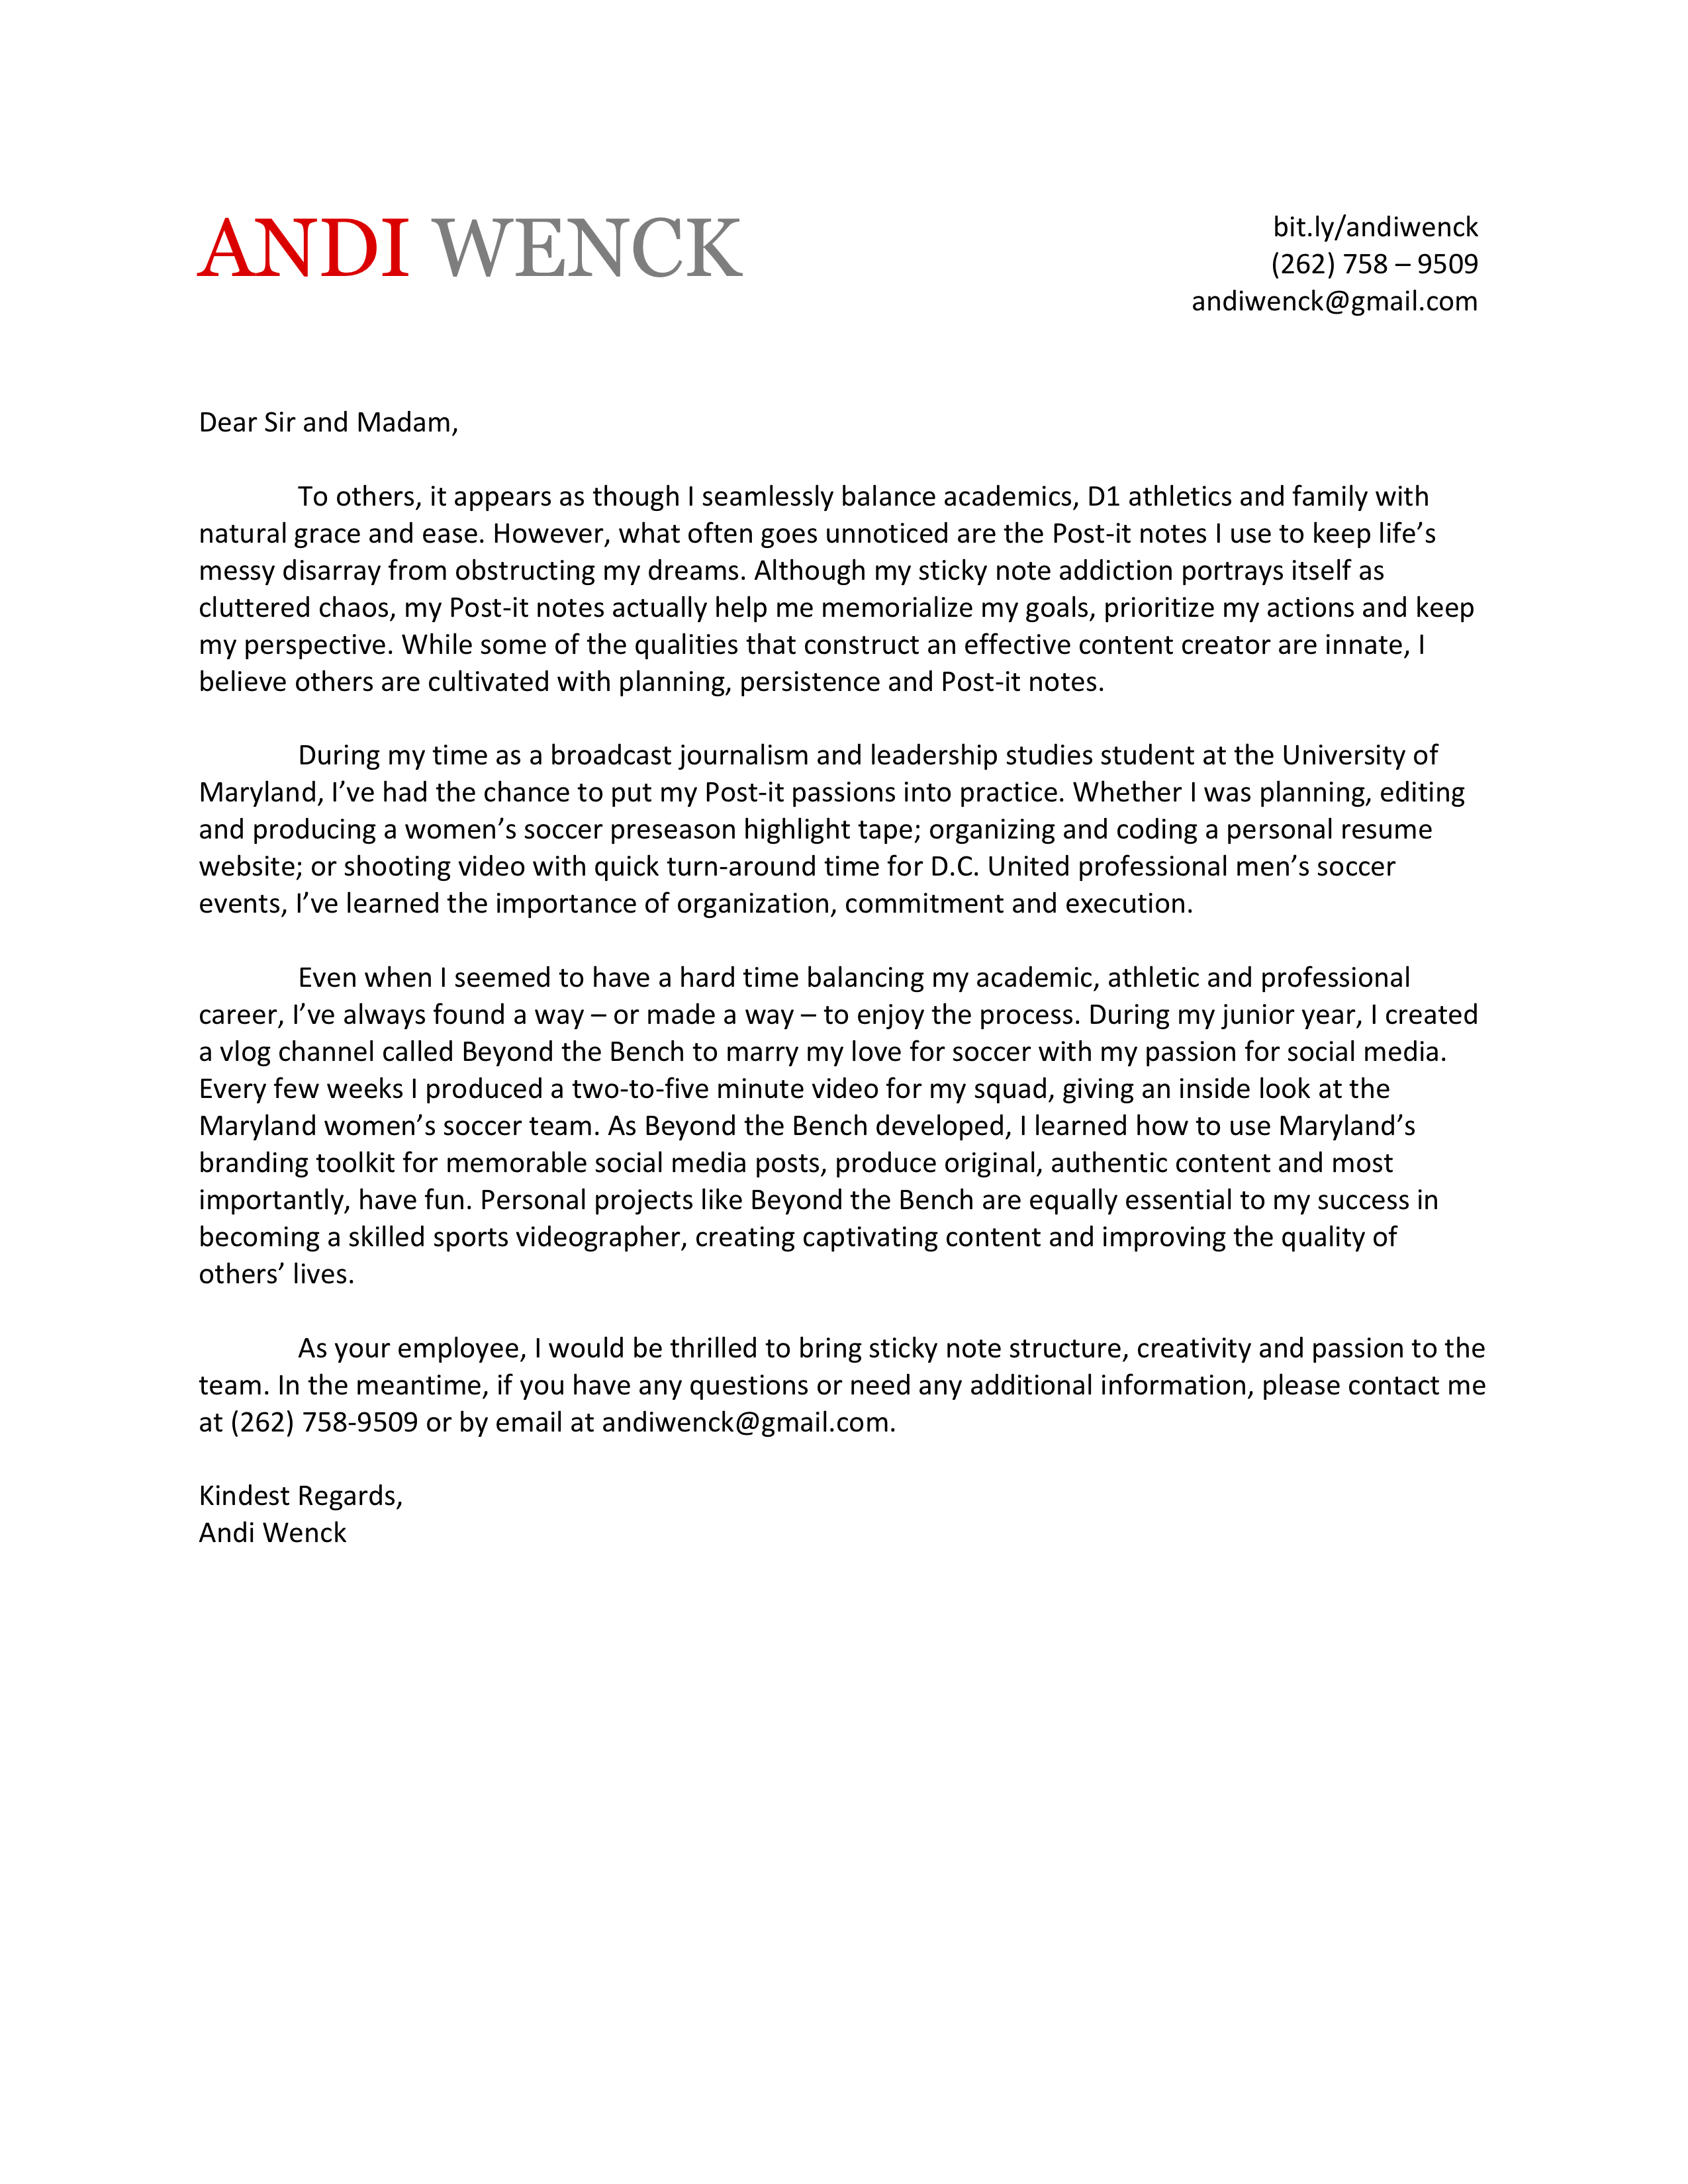 ANDI WENCK
bit.ly/andiwenck
(262) 758 – 9509
andiwenck@gmail.com
Dear Sir and Madam,
To others, it appears as though I seamlessly balance academics, D1 athletics and family with
natural grace and ease. However, what often goes unnoticed are the Post-it notes I use to keep life’s
messy disarray from obstructing my dreams. Although my sticky note addiction portrays itself as
cluttered chaos, my Post-it notes actually help me memorialize my goals, prioritize my actions and keep
my perspective. While some of the qualities that construct an effective content creator are innate, I
believe others are cultivated with planning, persistence and Post-it notes.
During my time as a broadcast journalism and leadership studies student at the University of
Maryland, I’ve had the chance to put my Post-it passions into practice. Whether I was planning, editing
and producing a women’s soccer preseason highlight tape; organizing and coding a personal resume
website; or shooting video with quick turn-around time for D.C. United professional men’s soccer
events, I’ve learned the importance of organization, commitment and execution.
Even when I seemed to have a hard time balancing my academic, athletic and professional
career, I’ve always found a way – or made a way – to enjoy the process. During my junior year, I created
a vlog channel called Beyond the Bench to marry my love for soccer with my passion for social media.
Every few weeks I produced a two-to-five minute video for my squad, giving an inside look at the
Maryland women’s soccer team. As Beyond the Bench developed, I learned how to use Maryland’s
branding toolkit for memorable social media posts, produce original, authentic content and most
importantly, have fun. Personal projects like Beyond the Bench are equally essential to my success in
becoming a skilled sports videographer, creating captivating content and improving the quality of
others’ lives.
As your employee, I would be thrilled to bring sticky note structure, creativity and passion to the
team. In the meantime, if you have any questions or need any additional information, please contact me
at (262) 758-9509 or by email at andiwenck@gmail.com.
Kindest Regards,
Andi Wenck